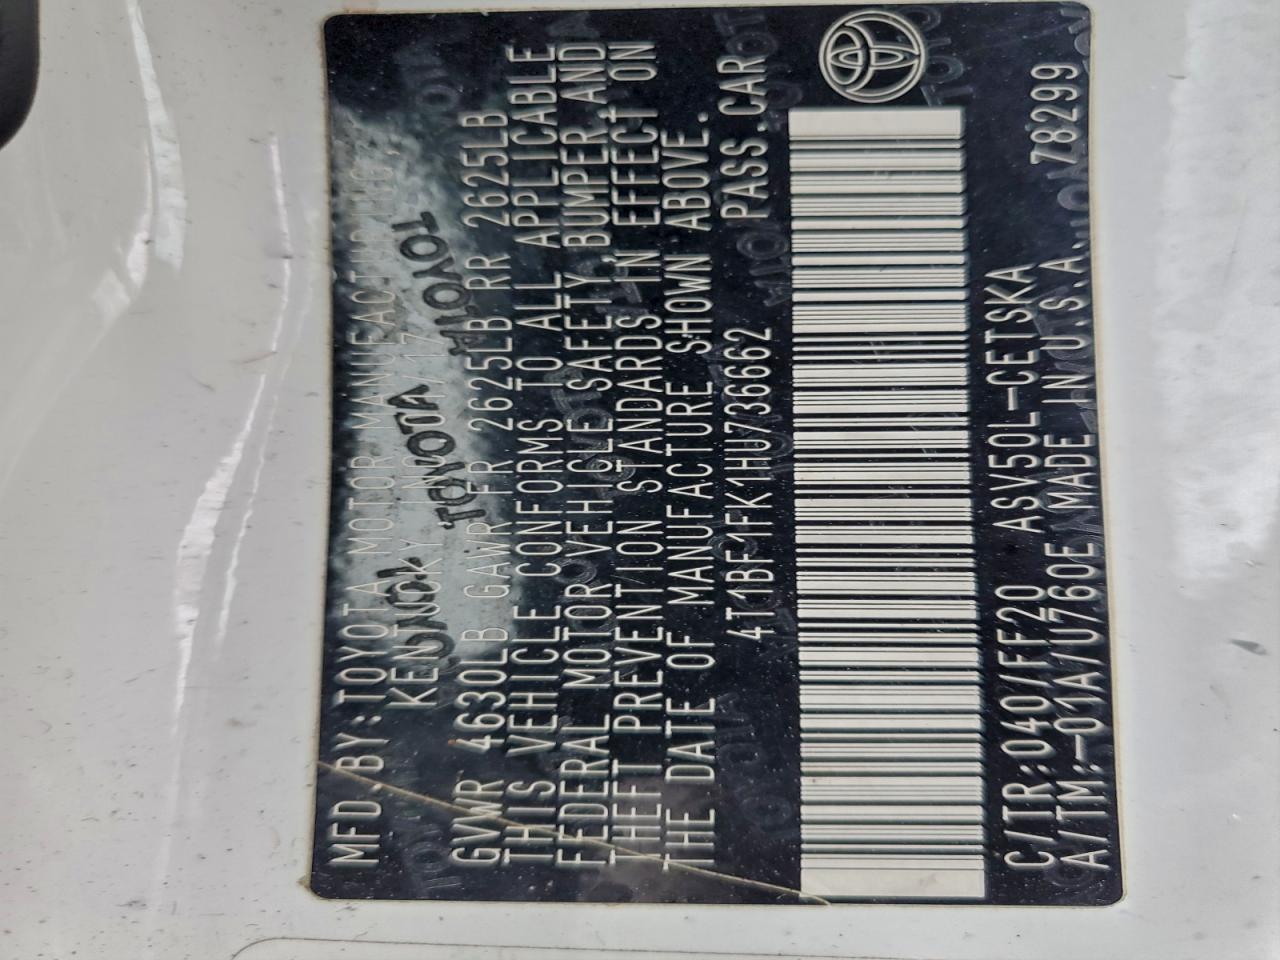 MFD.BY:TOYOTA MOTOR MANUFACTURING,
KENTUCKY INC 01/17
GVWR 4630LB GAWR FR 2625LB RR 2625LB
THIS VEHICLE CONFORMS TO ALL APPLICABLE
FEDERAL MOTOR VEHICLE SAFETY, BUMPER AND
THEFT PREVENTION STANDARDS IN EFFECT ON
THE DATE OF MANUFACTURE SHOWN ABOVE.
4T1BF1FK1HU736662 PASS.CAR
C/TR:040/FF20 ASV50L-CETSKA
A/TM:-01A/U760E MADE IN U.S.A. 78299